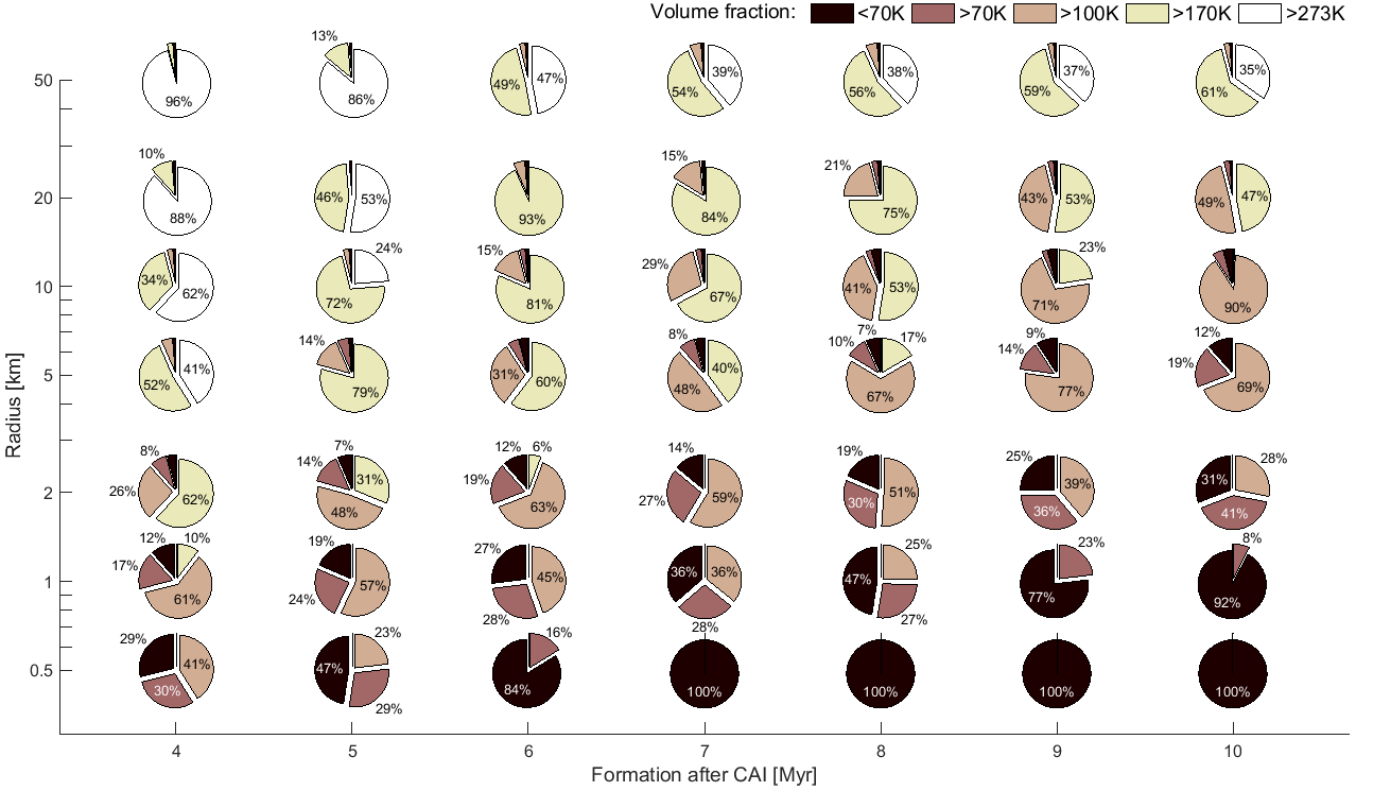 Volume fraction: <70K >70K >100K >170K >273K
13%
50 96% 86% 49% 47% 54% 39% 56% 38% 59% 37% 61% 35%
10% 15% 21%
20 88% 46% 53% 93% 84% 75% 43% 53% 49% 47%
24% 15% 29% 23%
10 34% 62% 72% 81% 67% 41% 53% 71% 90%
14% 8% 10% 7% 17% 14% 9% 19% 12%
5 52% 41% 79% 31% 60% 48% 40% 67% 77% 69%
Radius [km]
8% 14% 7% 12% 6% 14% 19% 25% 28%
2 26% 62% 31% 48% 19% 63% 27% 59% 30% 51% 39% 36% 31% 41%
12% 10% 19% 27% 25% 23% 8%
1 17% 61% 24% 57% 45% 28% 36% 36% 28% 47% 27% 77% 92%
29% 23% 16%
0.5 41% 30% 47% 29% 84% 100% 100% 100% 100%
4 5 6 7 8 9 10
Formation after CAI [Myr]